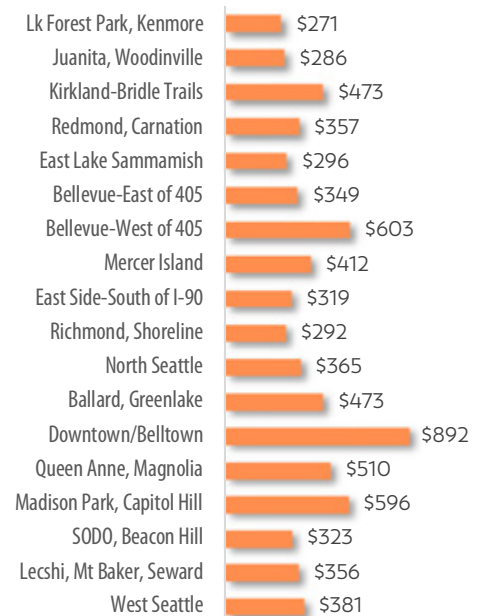 Lk Forest Park, Kenmore $271
Juanita, Woodinville $286
Kirkland-Bridle Trails $473
Redmond, Carnation $357
East Lake Sammamish $296
Bellevue-East of 405 $349
Bellevue-West of 405 $603
Mercer Island $412
East Side-South of I-90 $319
Richmond, Shoreline $292
North Seattle $365
Ballard, Greenlake $473
Downtown/Belltown $892
Queen Anne, Magnolia $510
Madison Park, Capitol Hill $596
SODO, Beacon Hill $323
Lecshi, Mt Baker, Seward $356
West Seattle $381